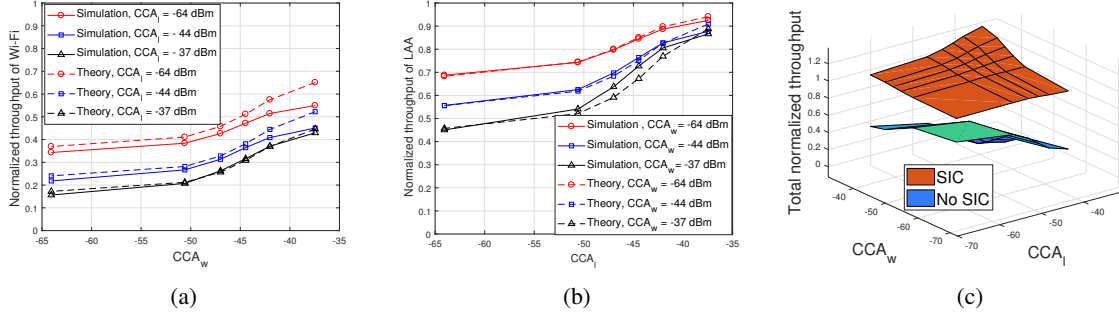 Simulation, CCA_l = -64 dBm
Simulation, CCA_l = - 44 dBm
Simulation, CCA_l = - 37 dBm
Theory, CCA_l = -64 dBm
Theory, CCA_l = -44 dBm
Theory, CCA_l = -37 dBm
Normalized throughput of Wi-Fi
1
0.9
0.8
0.7
0.6
0.5
0.4
0.3
0.2
0.1
0
-65 -60 -55 -50 -45 -40 -35
CCA_w
(a)
Normalized throughput of LAA
1
0.9
0.8
0.7
0.6
0.5
0.4
0.3
0.2
0.1
0
Simulation , CCA_w = -64 dBm
Simulation, CCA_w = -44 dBm
Simulation, CCA_w = -37 dBm
Theory, CCA_w = -64 dBm
Theory, CCA_w = -44 dBm
Theory, CCA_w = -37 dBm
-65 -60 -55 -50 -45 -40 -35
CCA_l
(b)
Total normalized throughput
1.2
1
0.8
0.6
0.4
0.2
0
SIC
No SIC
-40
-50
-60
-70
CCA_w
-70
-60
-50
-40
CCA_l
(c)